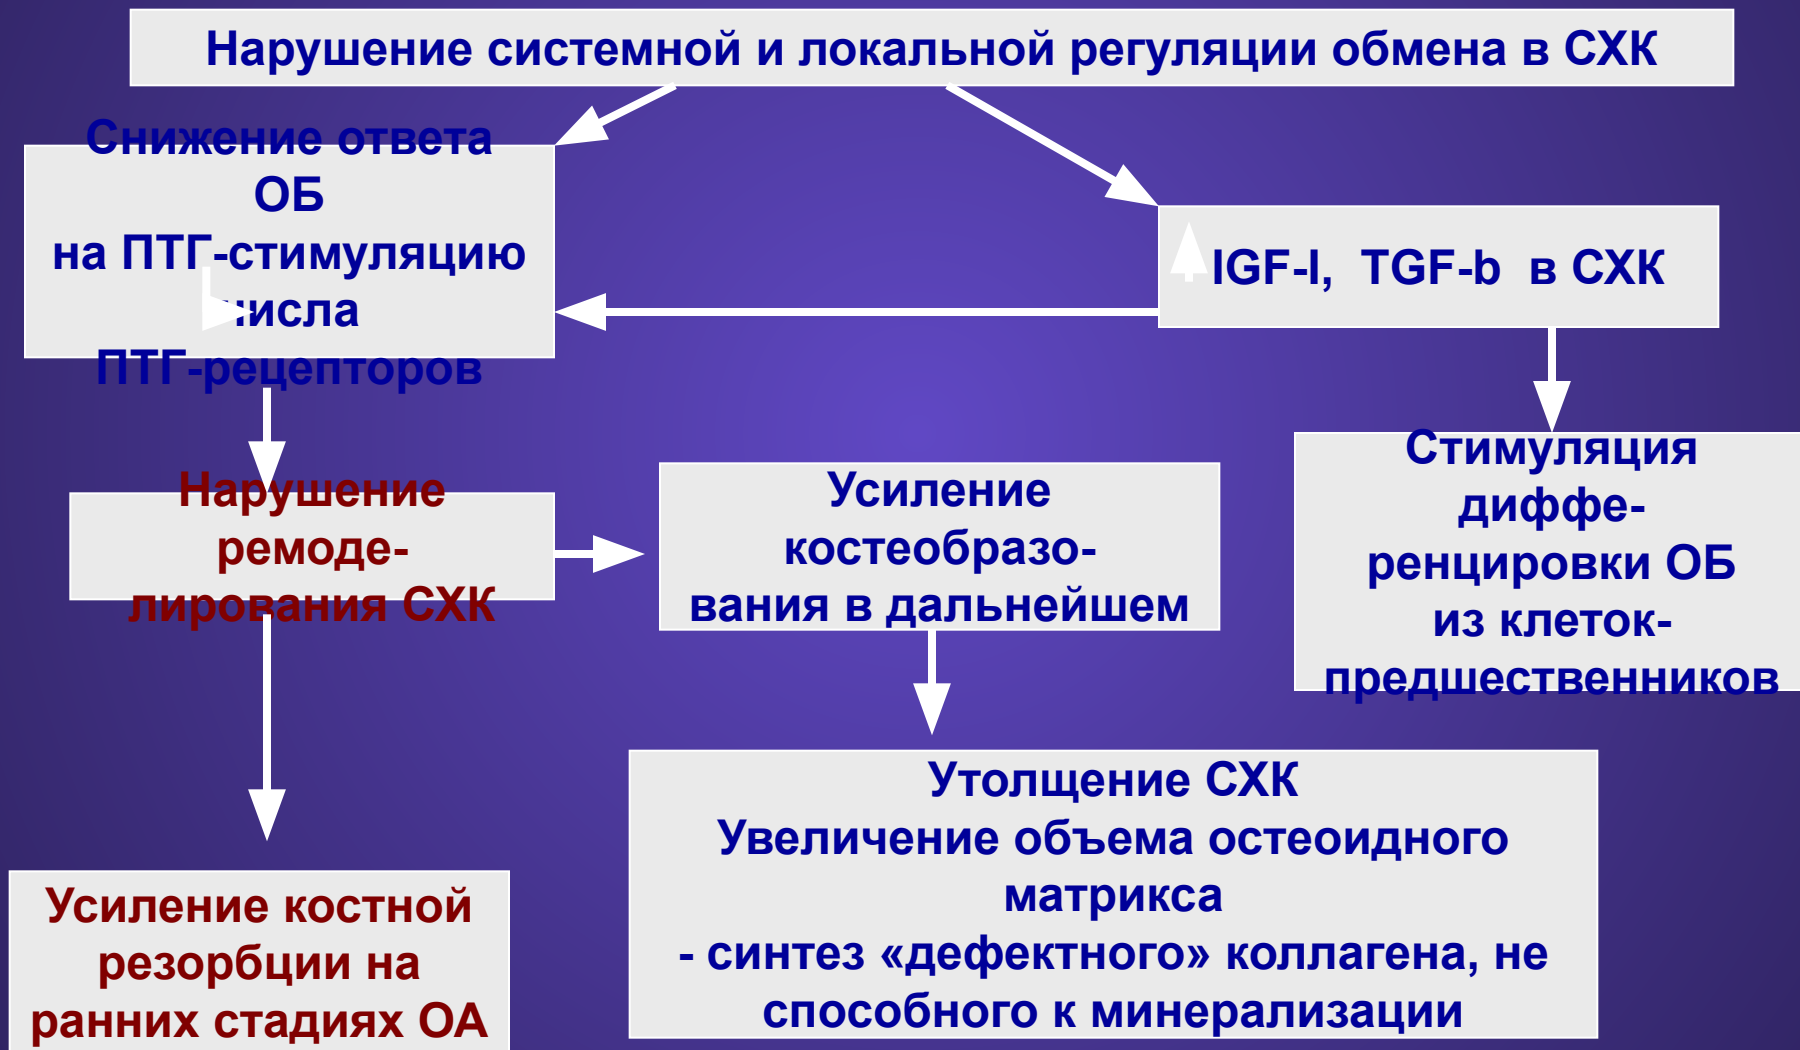 Нарушение системной и локальной регуляции обмена в СХК
Снижение ответа
ОБ
на ПТГ-стимуляцию
числа
ПТГ-рецепторов
IGF-I, TGF-b в СХК
Нарушение
ремоде-
лирования СХК
Усиление
костеобразо-
вания в дальнейшем
Стимуляция
диффе-
ренцировки ОБ
из клеток-
предшественников
Утолщение СХК
Увеличение объема остеоидного
матрикса
- синтез «дефектного» коллагена, не
способного к минерализации
Усиление костной
резорбции на
ранних стадиях ОА